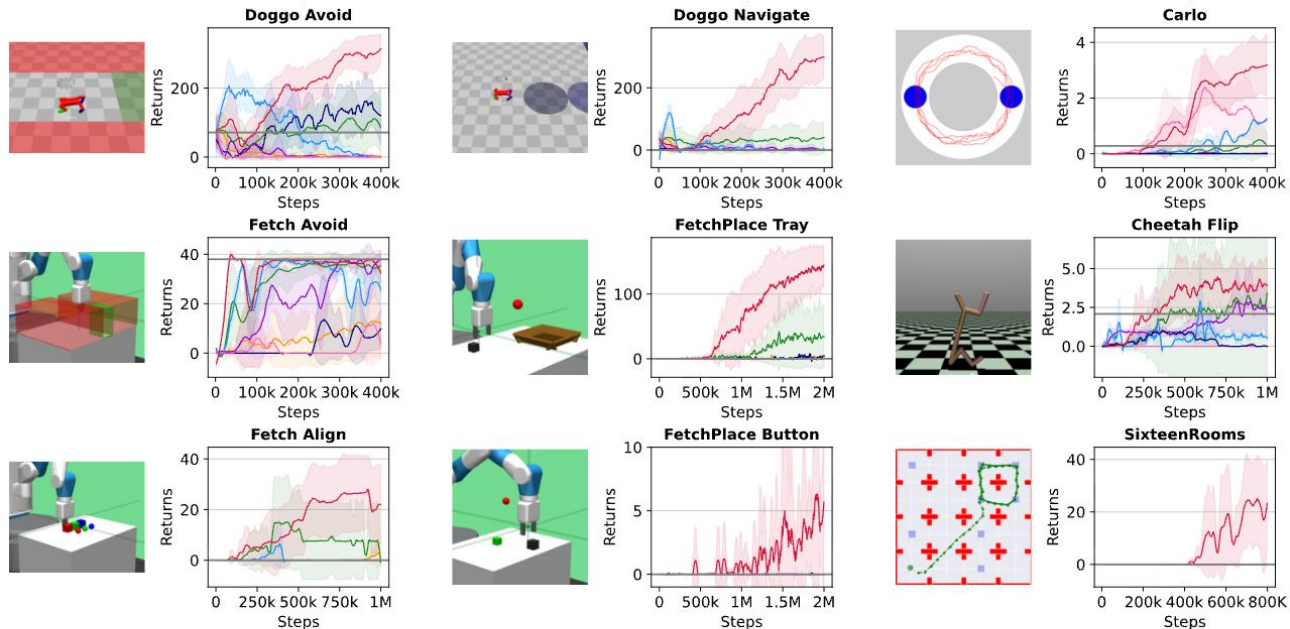 Doggo Avoid
Returns
200
0
0 100k 200k 300k 400k
Steps
Doggo Navigate
Returns
200
0
0 100k 200k 300k 400k
Steps
Carlo
Returns
4
2
0
0 100k 200k 300k 400k
Steps
Fetch Avoid
Returns
40
20
0
0 100k 200k 300k 400k
Steps
FetchPlace Tray
Returns
100
0
500k 1M 1.5M 2M
Steps
Cheetah Flip
Returns
5.0
2.5
0.0
0 250k 500k 750k 1M
Steps
Fetch Align
Returns
40
20
0
0 250k 500k 750k 1M
Steps
FetchPlace Button
Returns
10
5
0
0 500k 1M 1.5M 2M
Steps
SixteenRooms
Returns
40
20
0
0 200k 400k 600k 800K
Steps